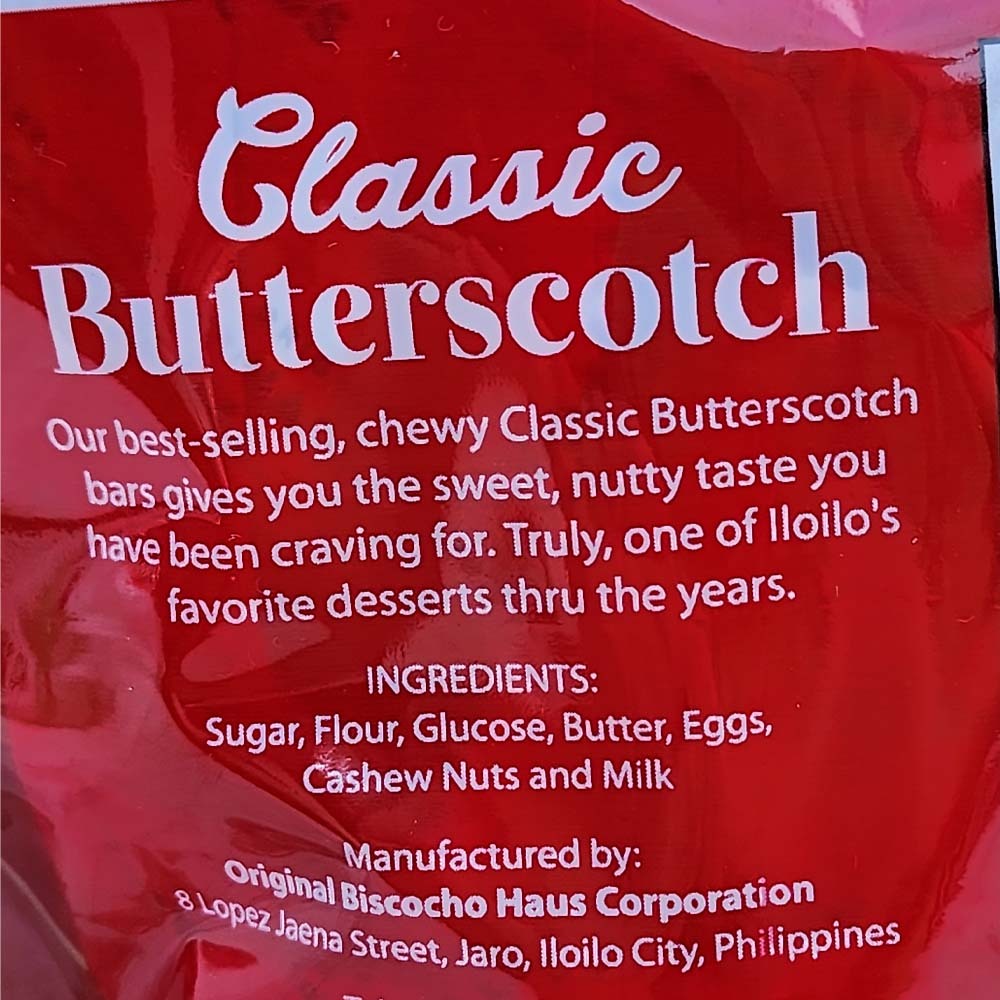 Classic
Butterscotch
Our best-selling, chewy Classic Butterscotch
bars gives you the sweet, nutty taste you
have been craving for. Truly, one of Iloilo's
favorite desserts thru the years.
INGREDIENTS:
Sugar, Flour, Glucose, Butter, Eggs,
Cashew Nuts and Milk
Manufactured by:
Original Biscocho Haus Corporation
8 Lopez Jaena Street, Jaro, Iloilo City, Philippines